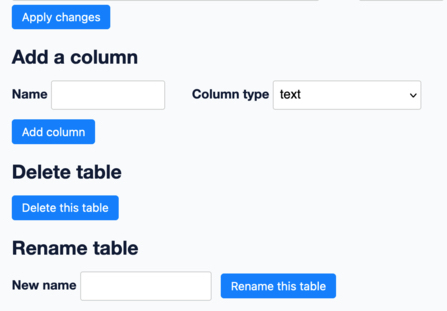 Apply changes
Add a column
Name Column type text
Add column
Delete table
Delete this table
Rename table
New name Rename this table